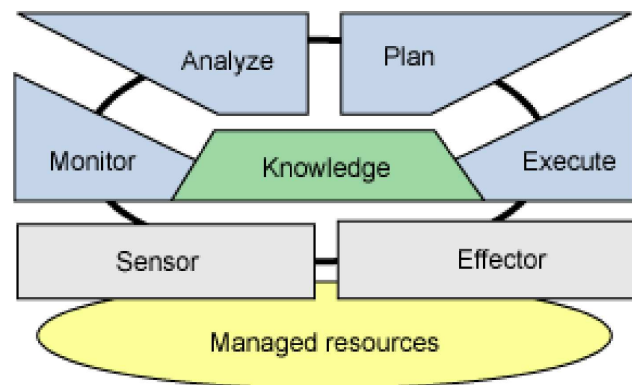 Analyze
Plan
Monitor
Knowledge
Execute
Sensor
Effector
Managed resources